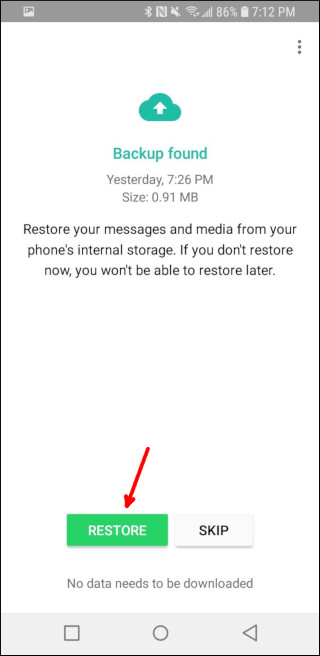 86% 7:12 PM
Backup found
Yesterday, 7:26 PM
Size: 0.91 MB
Restore your messages and media from your
phone's internal storage. If you don't restore
now, you won't be able to restore later.
RESTORE SKIP
No data needs to be downloaded